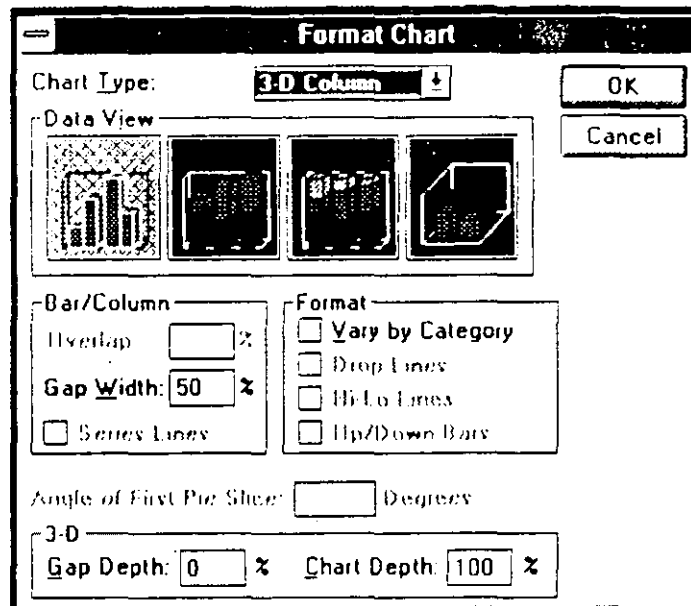 Format Chart
Chart Type: 3-D Column
OK
Data View
Cancel
Bar/Column
Overlap %
Gap Width: 50 %
Series Lines
Format
Vary by Category
Drop Lines
Hi-Lo Lines
Up/Down Bars
Angle of First Pie Slice: Degrees
3-D
Gap Depth: 0 % Chart Depth: 100 %